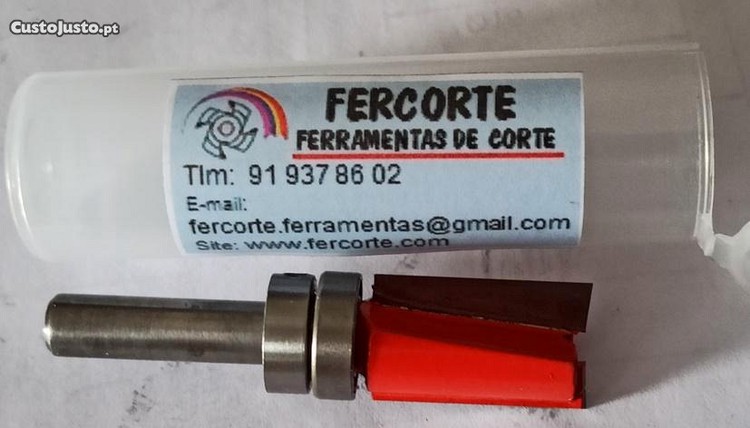 CustoJusto.pt
FERCORTE
FERRAMENTAS DE CORTE
Tlm: 91 937 86 02
E-mail:
fercorte.ferramentas@gmail.com
Site: www.fercorte.com